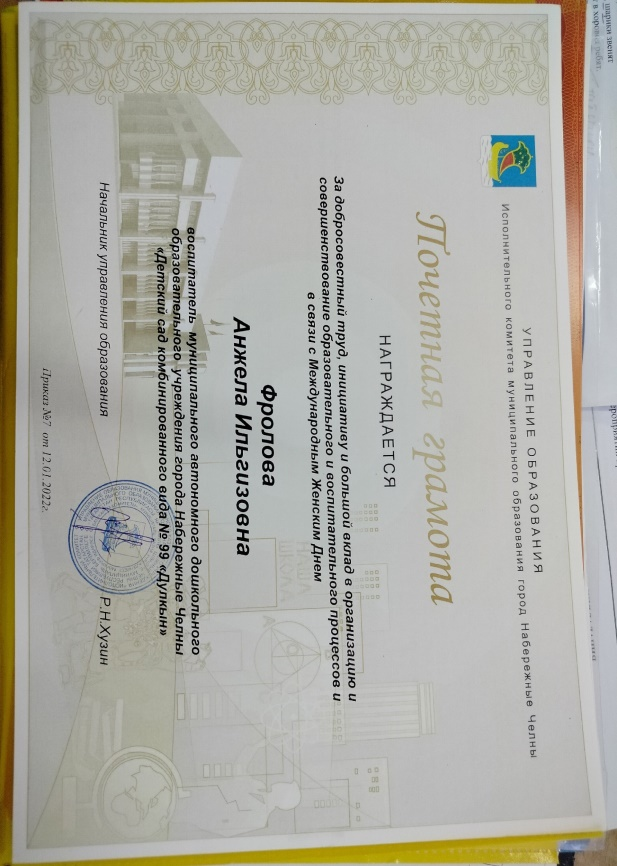 УПРАВЛЕНИЕ ОБРАЗОВАНИЯ
Исполнительного комитета муниципального образования город Набережные Челны
Почетная грамота
НАГРАЖДАЕТСЯ
За добросовестный труд, инициативу и большой вклад в организацию и
совершенствование образовательного и воспитательного процессов и
в связи с Международным Женским Днем
Фролова
Анжела Ильгизовна
воспитатель муниципального автономного дошкольного
образовательного учреждения города Набережные Челны
«Детский сад комбинированного вида № 99 «Дулкын»
Начальник управления образования
Р.Н.Хузин
Приказ №7 от 12.01.2022г.
шарики звенят